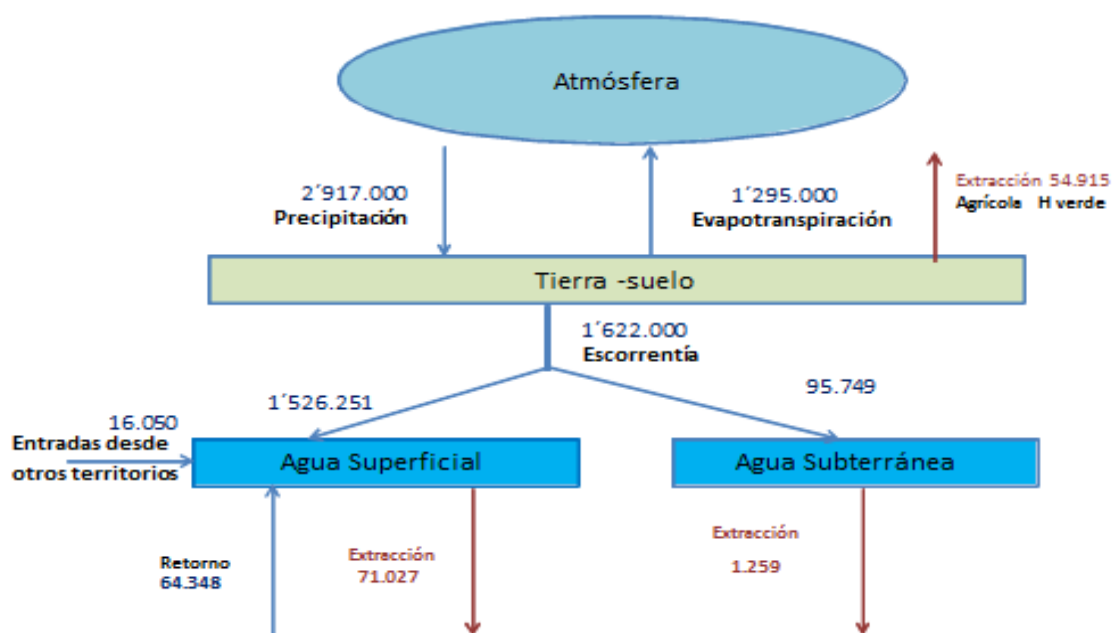 Atmósfera
2´917.000
Precipitación
1´295.000
Evapotranspiración
Extracción 54.915
Agrícola H verde
Tierra -suelo
1´622.000
Escorrentía
1´526.251
95.749
16.050
Entradas desde
otros territorios
Agua Superficial
Agua Subterránea
Retorno
64.348
Extracción
71.027
Extracción
1.259